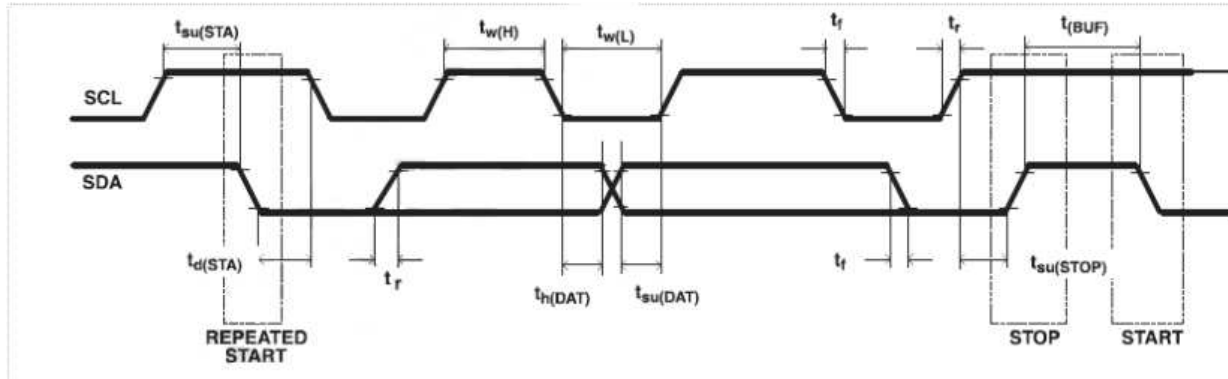 tsu(STA)
tw(H)
tw(L)
tf
tr
t(BUF)
SCL
SDA
td(STA)
tr
th(DAT)
tsu(DAT)
tf
tsu(STOP)
REPEATED
START
STOP
START